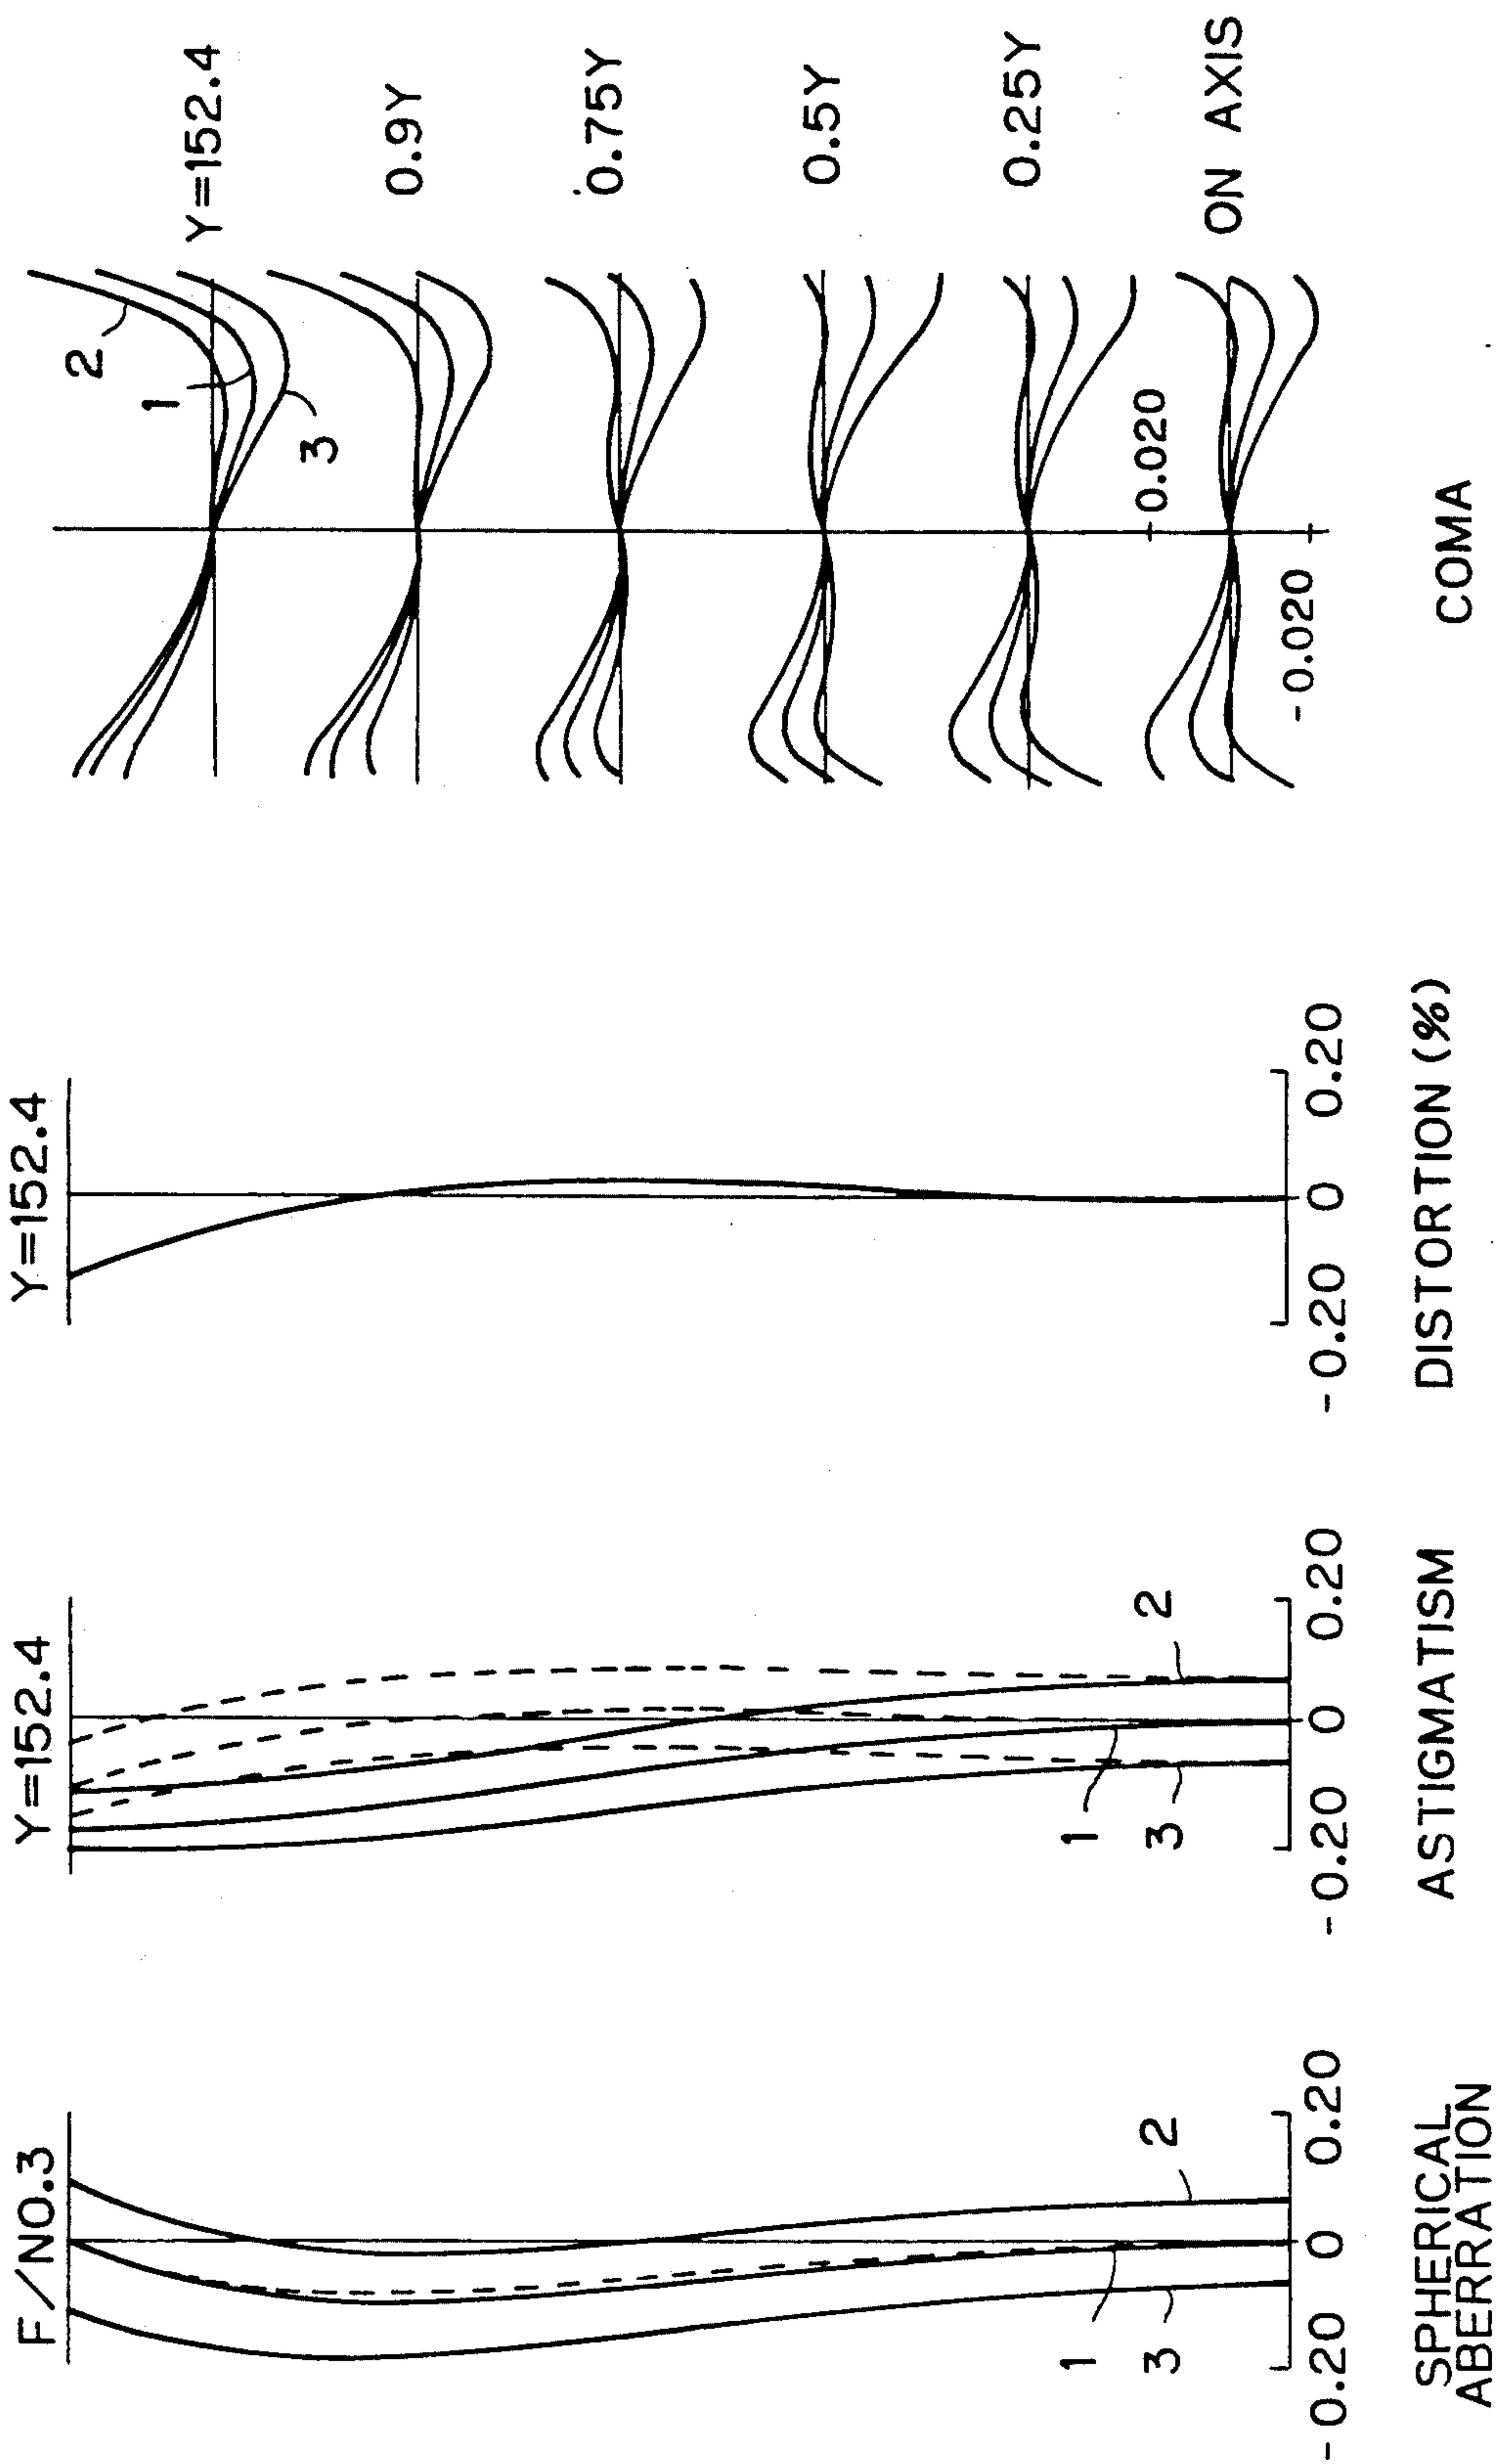 F/NO.3
1
2
3
-0.20 0 0.20
SPHERICAL
ABERRATION
Y=152.4
1
2
3
-0.20 0 0.20
ASTIGMATISM
Y=152.4
-0.20 0 0.20
DISTORTION (%)
2
1
3
Y=152.4
0.9Y
0.75Y
0.5Y
0.25Y
0.020
ON AXIS
-0.020
COMA